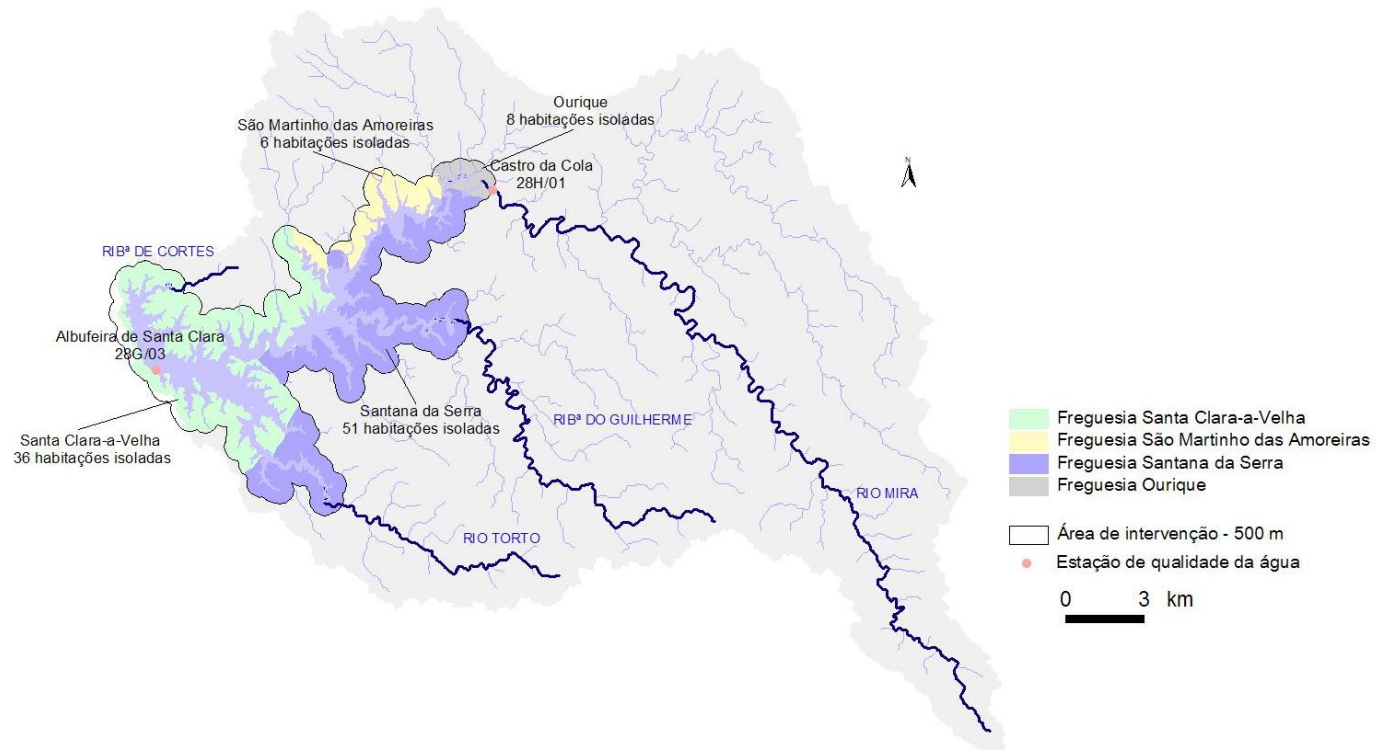 Ourique
8 habitações isoladas
São Martinho das Amoreiras
6 habitações isoladas
Castro da Cola
28H/01
N
RIBª DE CORTES
Albufeira de Santa Clara
28G/03
Santana da Serra
51 habitações isoladas
RIBª DO GUILHERME
Santa Clara-a-Velha
36 habitações isoladas
RIO MIRA
RIO TORTO
Freguesia Santa Clara-a-Velha
Freguesia São Martinho das Amoreiras
Freguesia Santana da Serra
Freguesia Ourique
Área de intervenção - 500 m
Estação de qualidade da água
0 3 km